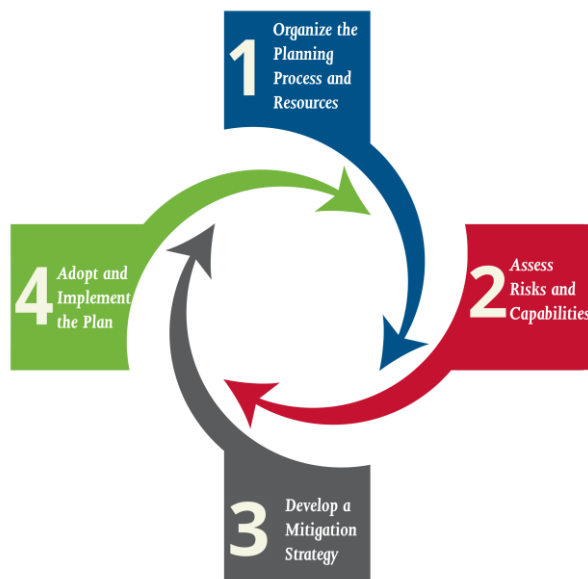 1
Organize the
Planning
Process and
Resources
2
Assess
Risks and
Capabilities
3
Develop a
Mitigation
Strategy
4
Adopt and
Implement
the Plan